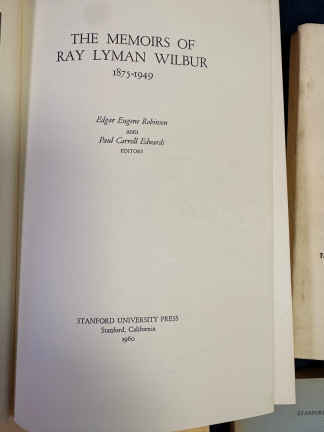 THE MEMOIRS OF
RAY LYMAN WILBUR
1875-1949
Edgar Eugene Robinson
AND
Paul Carroll Edwards
EDITORS
STANFORD UNIVERSITY PRESS
Stanford, California
1960
STANFORD